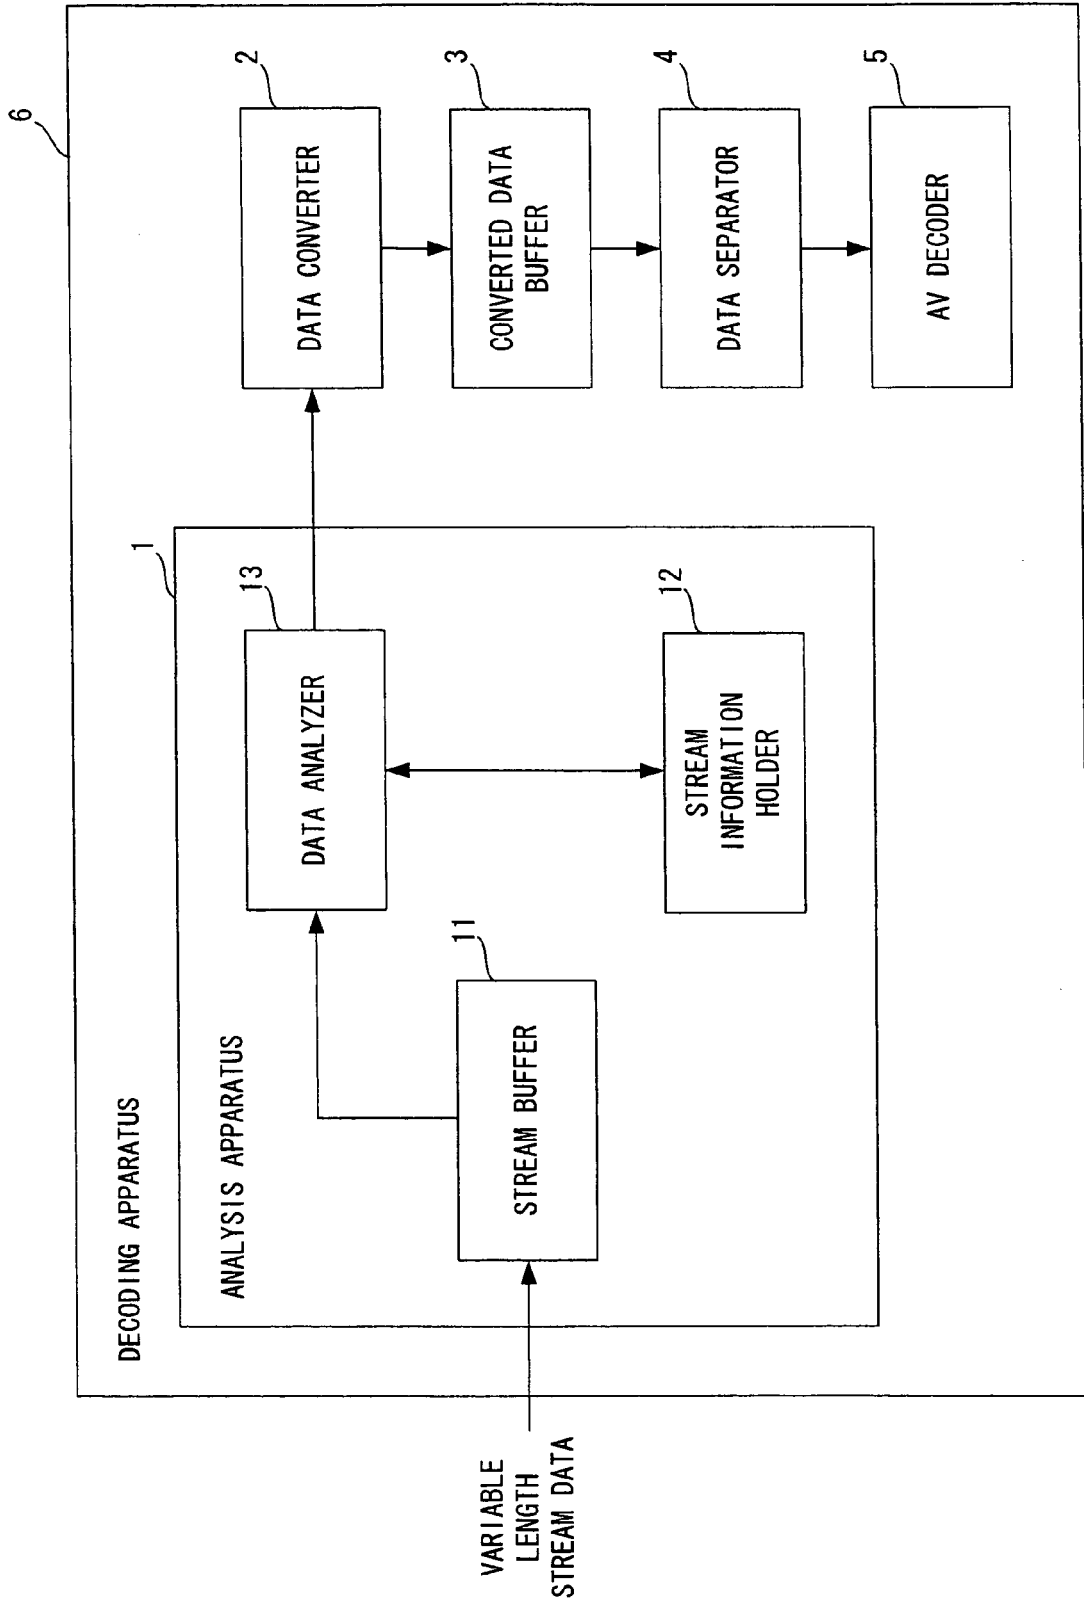 6
DECODING APPARATUS
1
ANALYSIS APPARATUS
13
DATA ANALYZER
2
DATA CONVERTER
11
STREAM BUFFER
3
CONVERTED DATA
BUFFER
VARIABLE
LENGTH
STREAM DATA
12
STREAM
INFORMATION
HOLDER
4
DATA SEPARATOR
5
AV DECODER